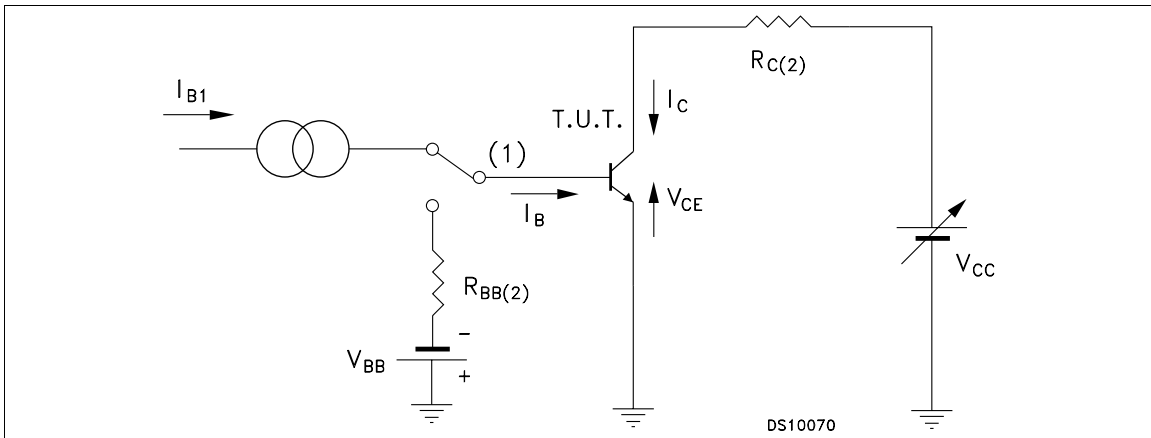 R_C(2)
I_B1
I_C
T.U.T.
(1)
V_CE
I_B
V_CC
R_BB(2)
-
V_BB
+
DS10070